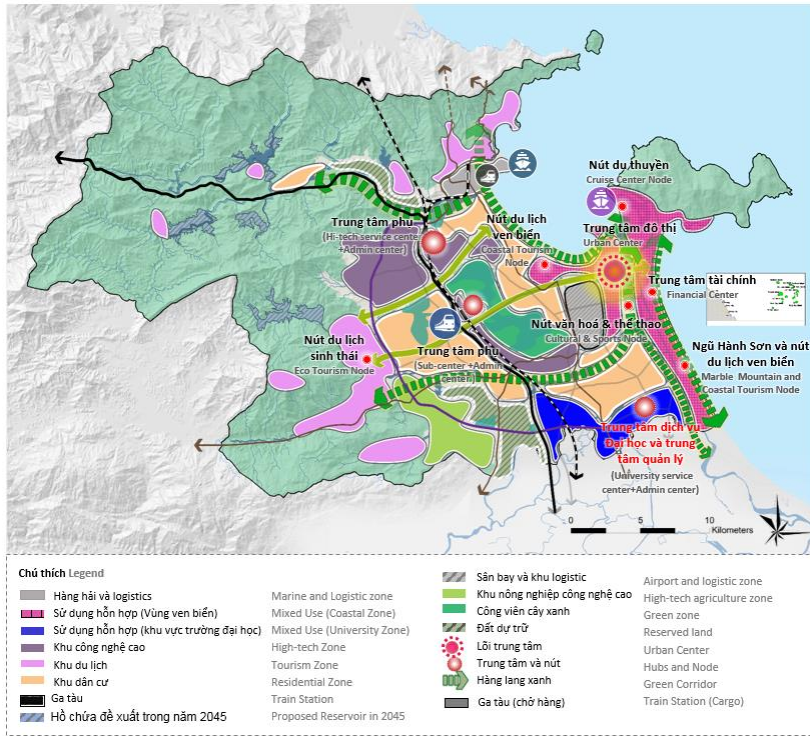 Nút du thuyền
Cruise Center Node
Trung tâm đô thị
Urban Center
Nút du lịch
ven biển
Coastal Tourism
Node
Trung tâm phụ
(Hi-tech service cente
+Admin center)
Trung tâm tài chính
Financial Center
Nút văn hoá & thể thao
Cultural & Sports Node
Ngũ Hành Sơn và nút
du lịch ven biển
Marble Mountain and
Coastal Tourism Node
Nút du lịch
sinh thái
Eco Tourism Node
Trung tâm phụ
(Sub-center +Admin
center)
Trung tâm dịch vụ
Đại học và trung
tâm quản lý
(University service
center+Admin center)
0 5 10
Kilometers
Chú thích Legend
Hàng hải và logistics Marine and Logistic zone
Sử dụng hỗn hợp (Vùng ven biển) Mixed Use (Coastal Zone)
Sử dụng hỗn hợp (khu vực trường đại học) Mixed Use (University Zone)
Khu công nghệ cao High-tech Zone
Khu du lịch Tourism Zone
Khu dân cư Residential Zone
Ga tàu Train Station
Hồ chứa đề xuất trong năm 2045 Proposed Reservoir in 2045
Sân bay và khu logistic Airport and logistic zone
Khu nông nghiệp công nghệ cao High-tech agriculture zone
Công viên cây xanh Green zone
Đất dự trữ Reserved land
Lõi trung tâm Urban Center
Trung tâm và nút Hubs and Node
Hàng lang xanh Green Corridor
Ga tàu (chở hàng) Train Station (Cargo)